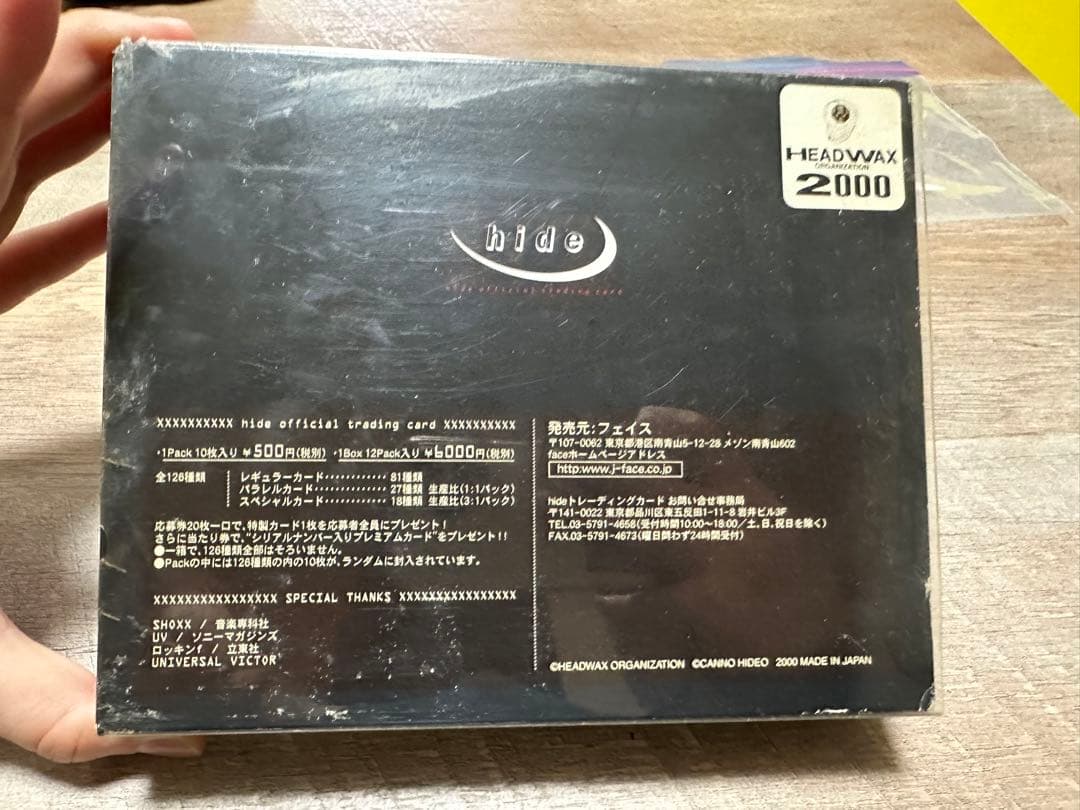 HEADWAX
ORGANIZATION
2000
hide
hide official trading card
XXXXXXXXXX hide official trading card XXXXXXXXXX
・1Pack 10枚入り ¥500円(税別) ・1Box 12Pack入り ¥6000円(税別)
全126種類
レギュラーカード············ 81種類
パラレルカード············ 27種類 生産比(1:1パック)
スペシャルカード············ 18種類 生産比(3:1パック)
応募券20枚一口で、特製カード1枚を応募者全員にプレゼント!
さらに当たり券で、"シリアルナンバー入りプレミアムカード"をプレゼント!!
●一箱で、126種類全部はそろいません。
●Packの中には126種類の内の10枚が、ランダムに封入されています。
XXXXXXXXXXXXXXXX SPECIAL THANKS XXXXXXXXXXXXXXX
SHOXX / 音楽専科社
UV / ソニーマガジンズ
ロッキンf / 立東社
UNIVERSAL VICTOR
発売元:フェイス
〒107-0062 東京都港区南青山5-12-28 メゾン南青山602
faceホームページアドレス
http:www.j-face.co.jp
hideトレーディングカード お問い合せ事務局
〒141-0022 東京都品川区東五反田1-11-8 岩井ビル3F
TEL.03-5791-4658(受付時間10:00〜18:00/土、日、祝日を除く)
FAX.03-5791-4673(曜日問わず24時間受付)
©HEADWAX ORGANIZATION ©CANNO HIDEO 2000 MADE IN JAPAN